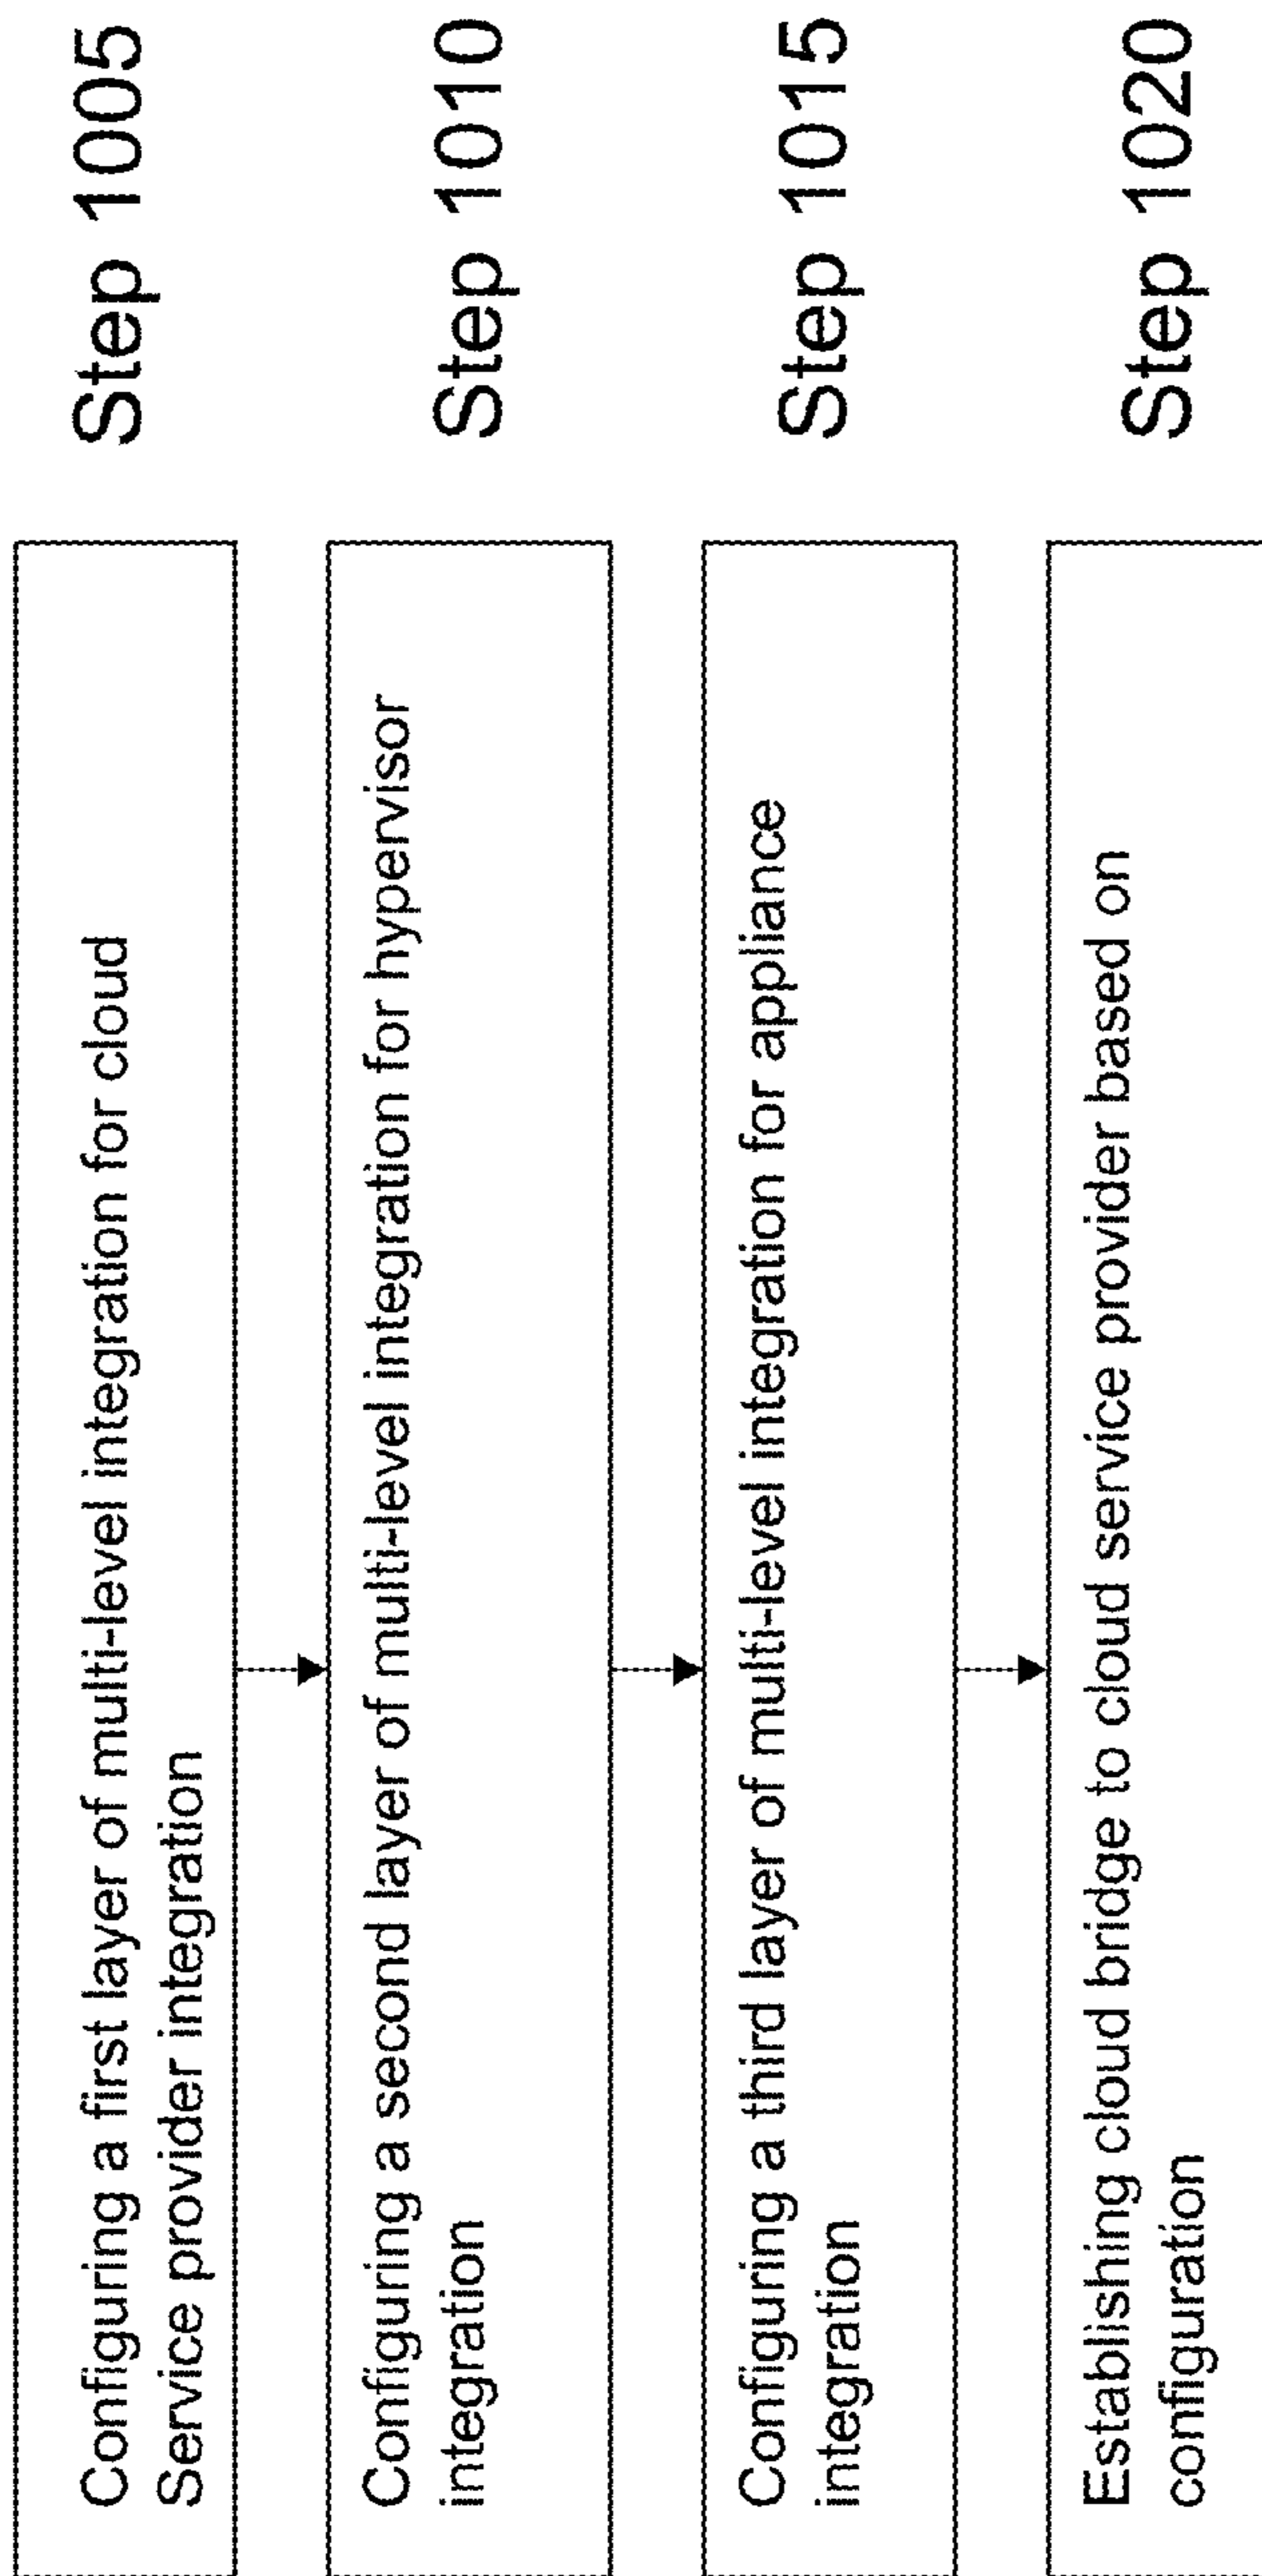 Configuring a first layer of multi-level integration for cloud
Service provider integration
Step 1005
Configuring a second layer of multi-level integration for hypervisor
integration
Step 1010
Configuring a third layer of multi-level integration for appliance
integration
Step 1015
Establishing cloud bridge to cloud service provider based on
configuration
Step 1020